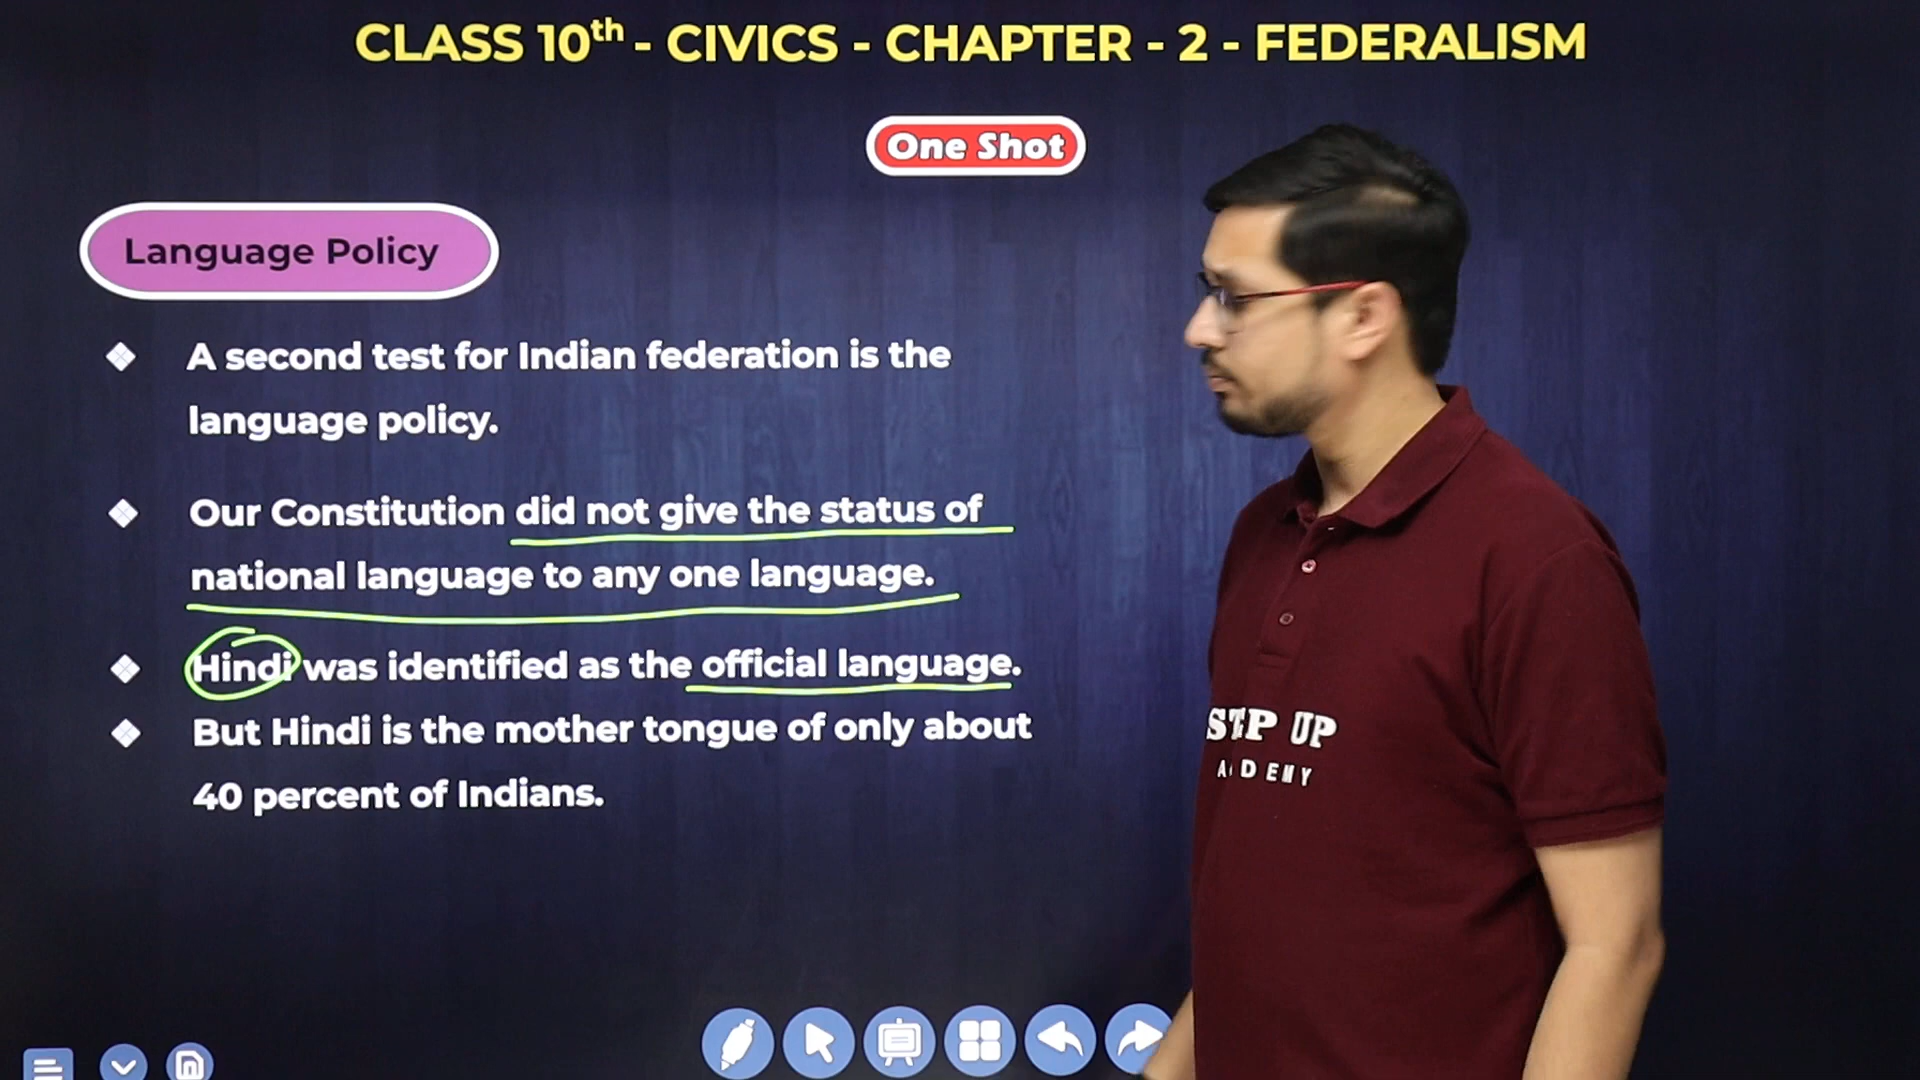 CLASS 10th - CIVICS - CHAPTER - 2 - FEDERALISM
One Shot
Language Policy
A second test for Indian federation is the
language policy.
Our Constitution did not give the status of
national language to any one language.
Hindi was identified as the official language.
But Hindi is the mother tongue of only about
40 percent of Indians.
STEP UP